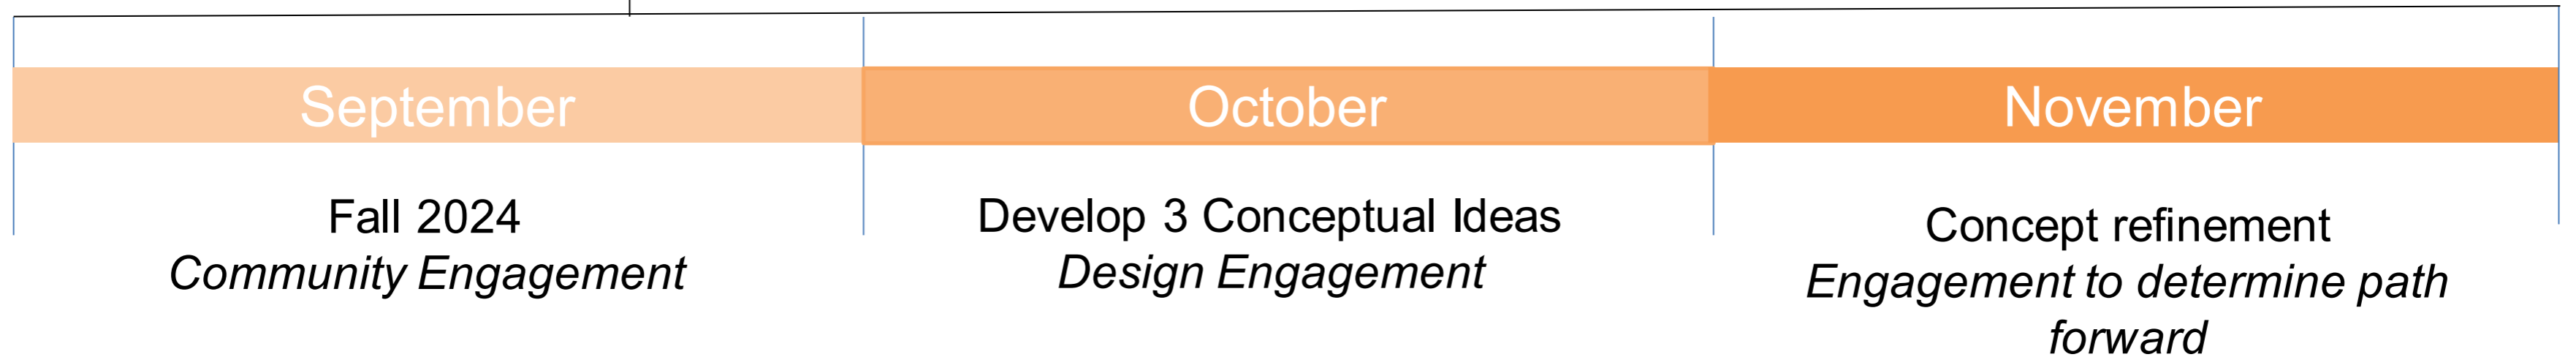 September
October
November
Fall 2024
Community Engagement
Develop 3 Conceptual Ideas
Design Engagement
Concept refinement
Engagement to determine path
forward